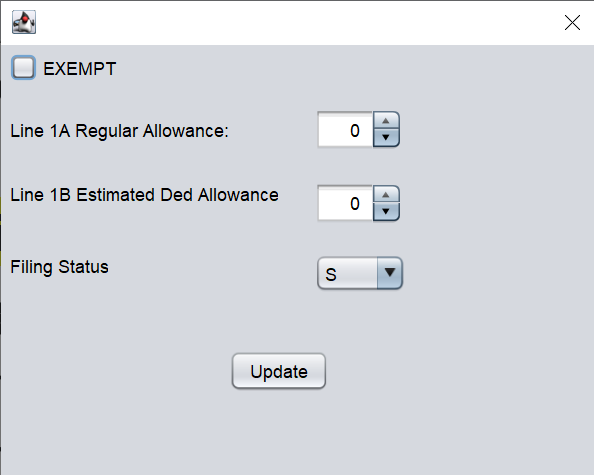 EXEMPT
Line 1A Regular Allowance: 0
Line 1B Estimated Ded Allowance 0
Filing Status S
Update